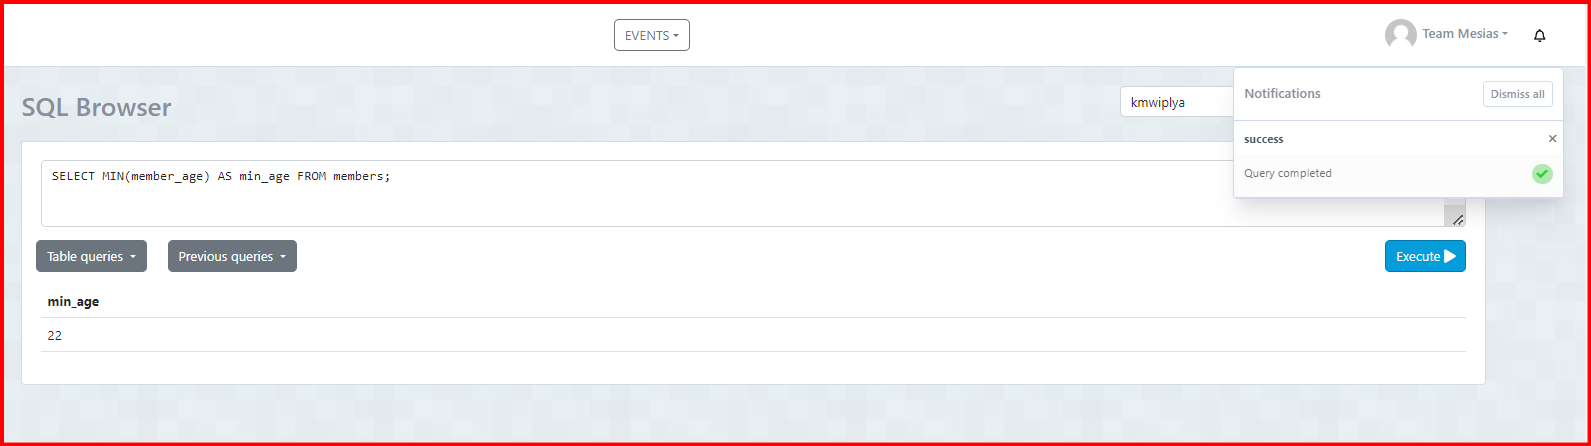 EVENTS
Team Mesias
SQL Browser
kmwiplya
Notifications
Dismiss all
success
Query completed
SELECT MIN(member_age) AS min_age FROM members;
Table queries
Previous queries
Execute
min_age
22